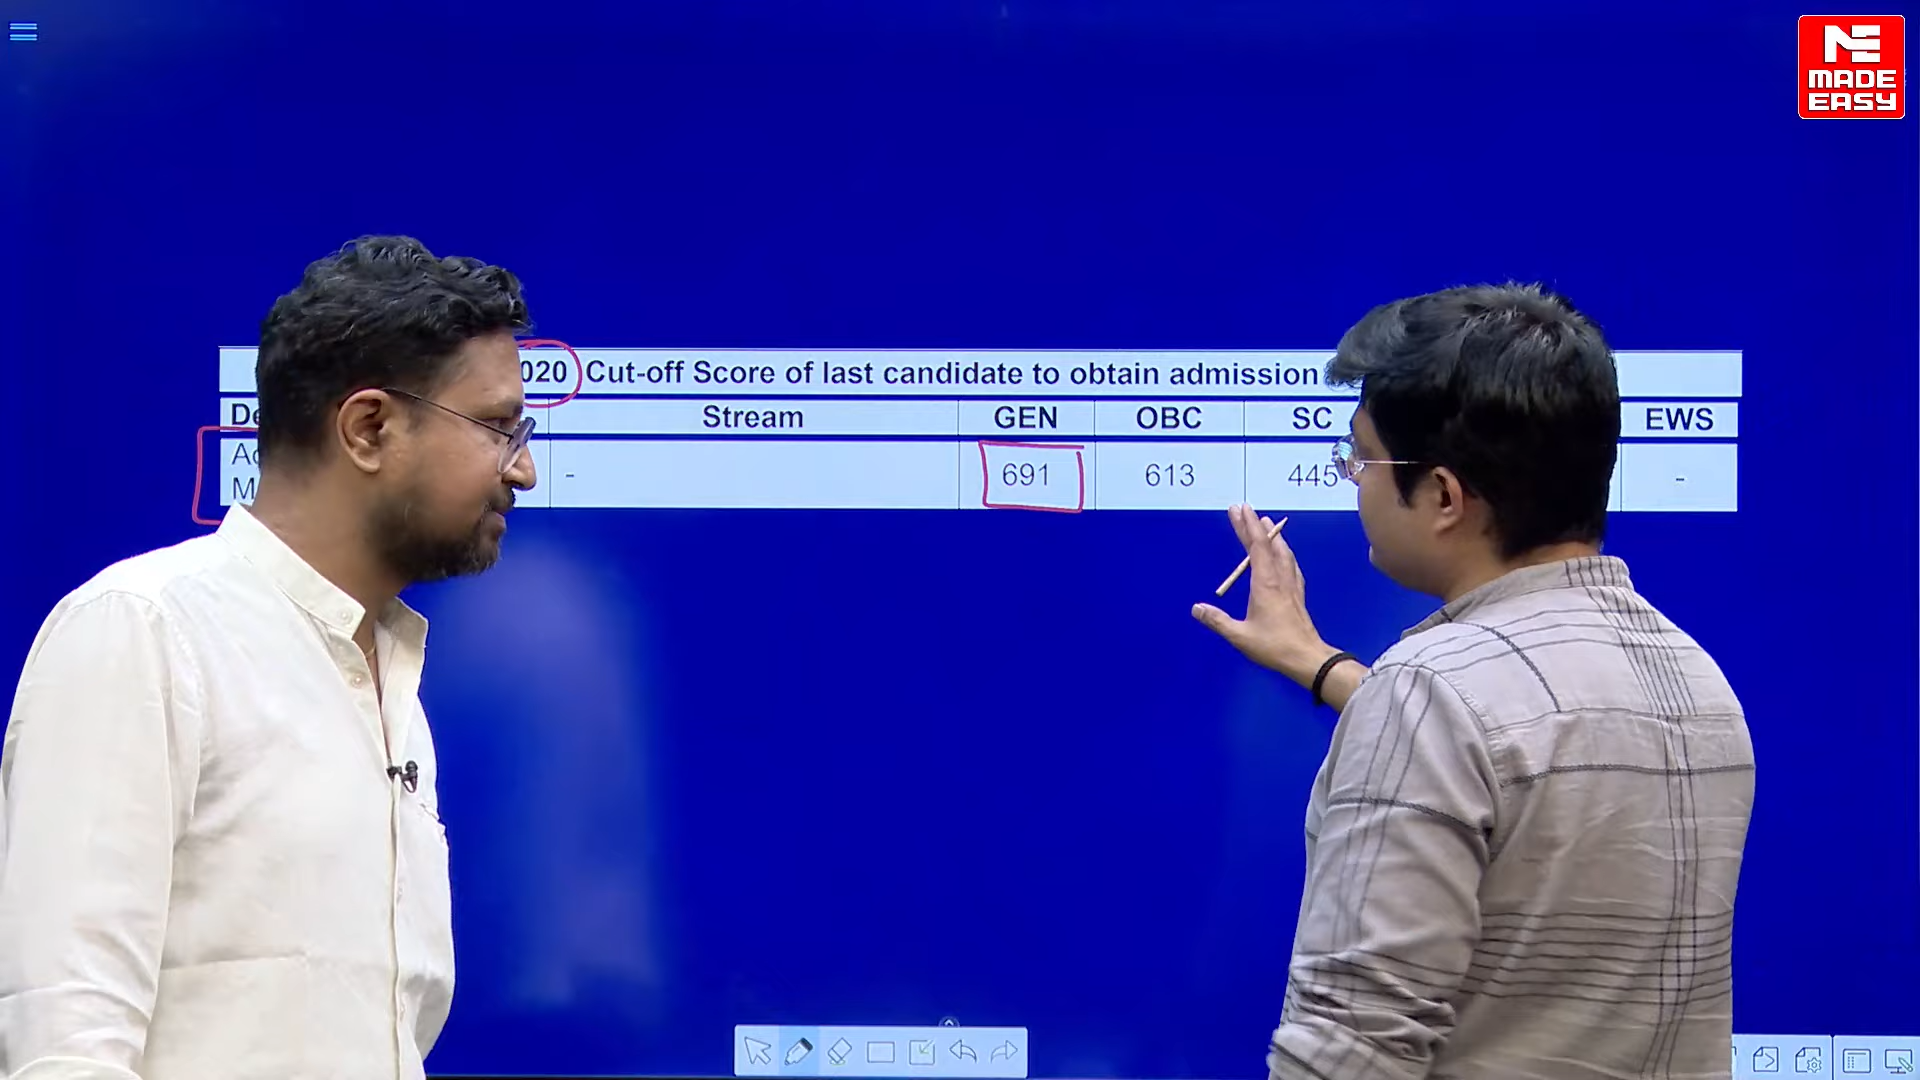 MADE
EASY
020 Cut-off Score of last candidate to obtain admission
Stream GEN OBC SC EWS
- 691 613 445 -